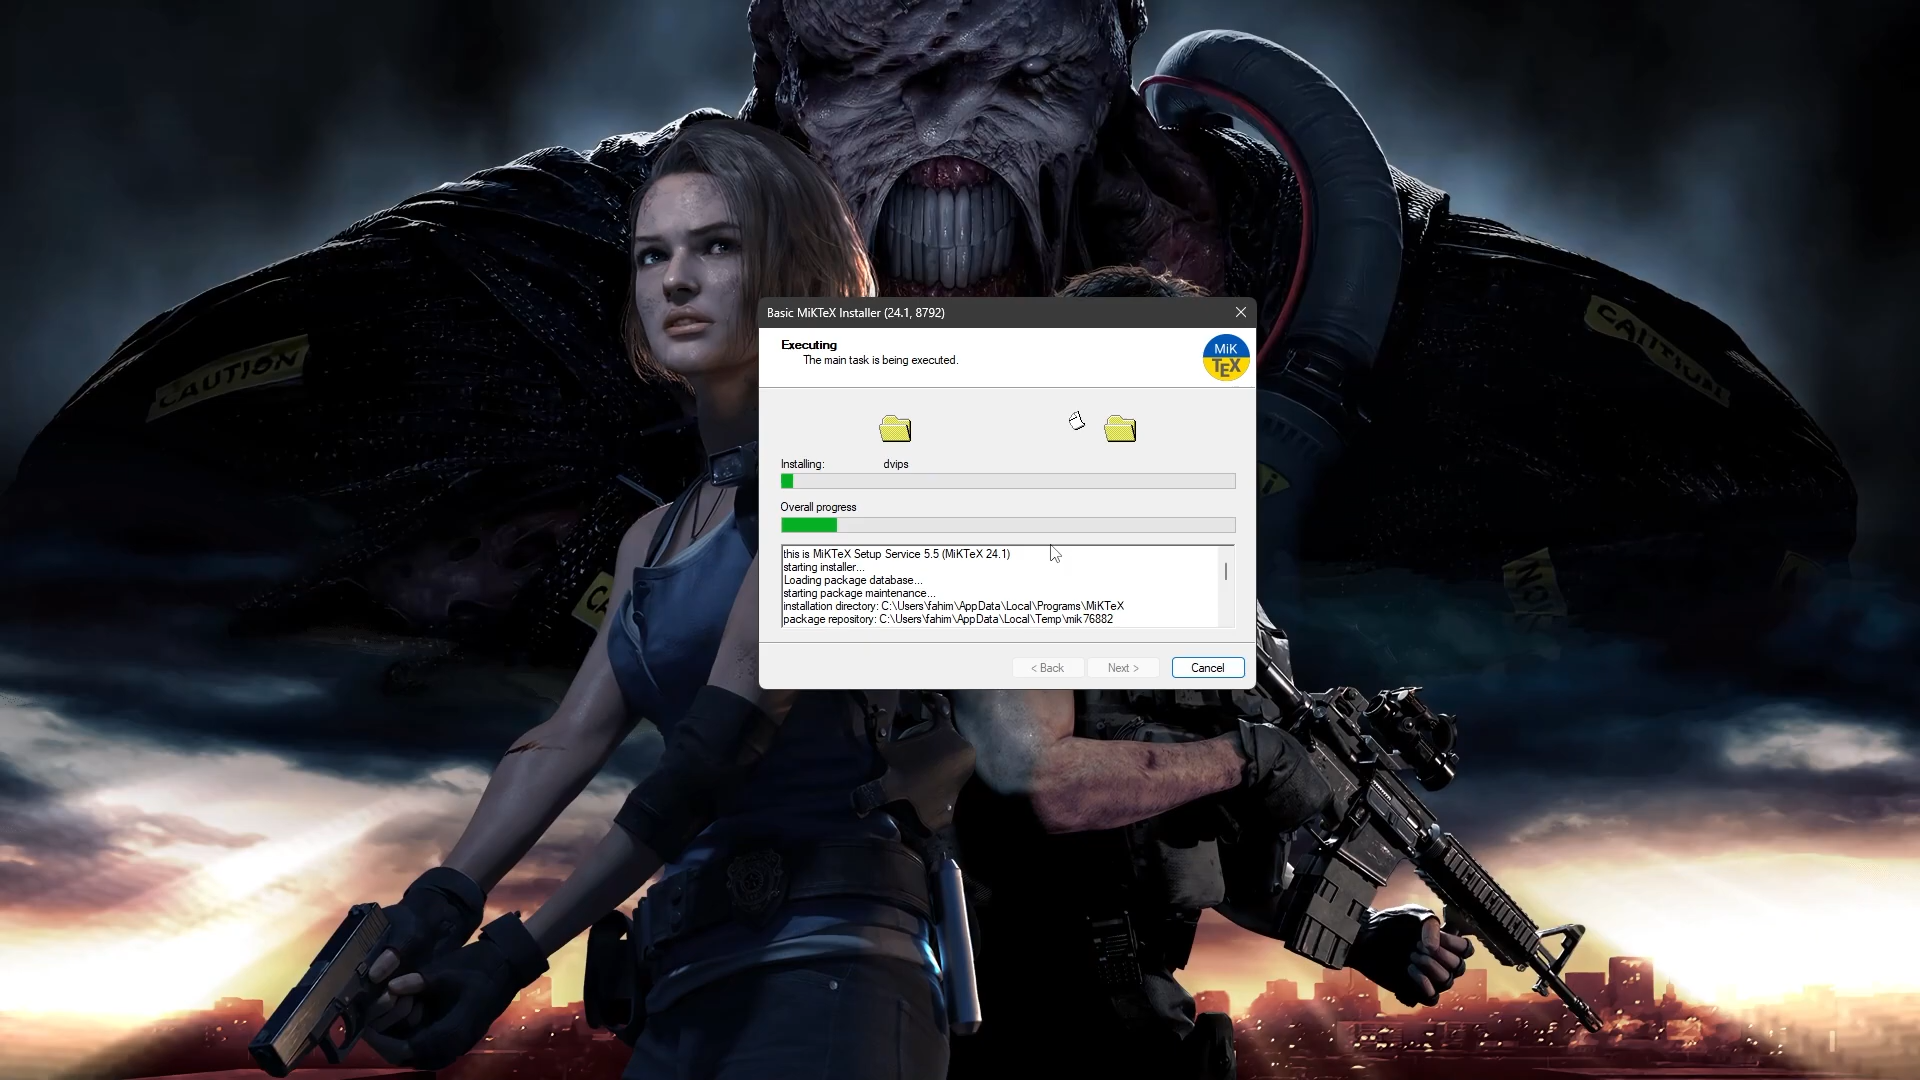 Basic MiKTeX Installer (24.1, 8792)
Executing
The main task is being executed.
MiK
TEX
Installing: dvips
Overall progress
this is MiKTeX Setup Service 5.5 (MiKTeX 24.1)
starting installer...
Loading package database...
starting package maintenance...
installation directory: C:\Users\fahim\AppData\Local\Programs\MiKTeX
package repository: C:\Users\fahim\AppData\Local\Temp\mik76882
< Back
Next >
Cancel
CAUTION
CAUTION